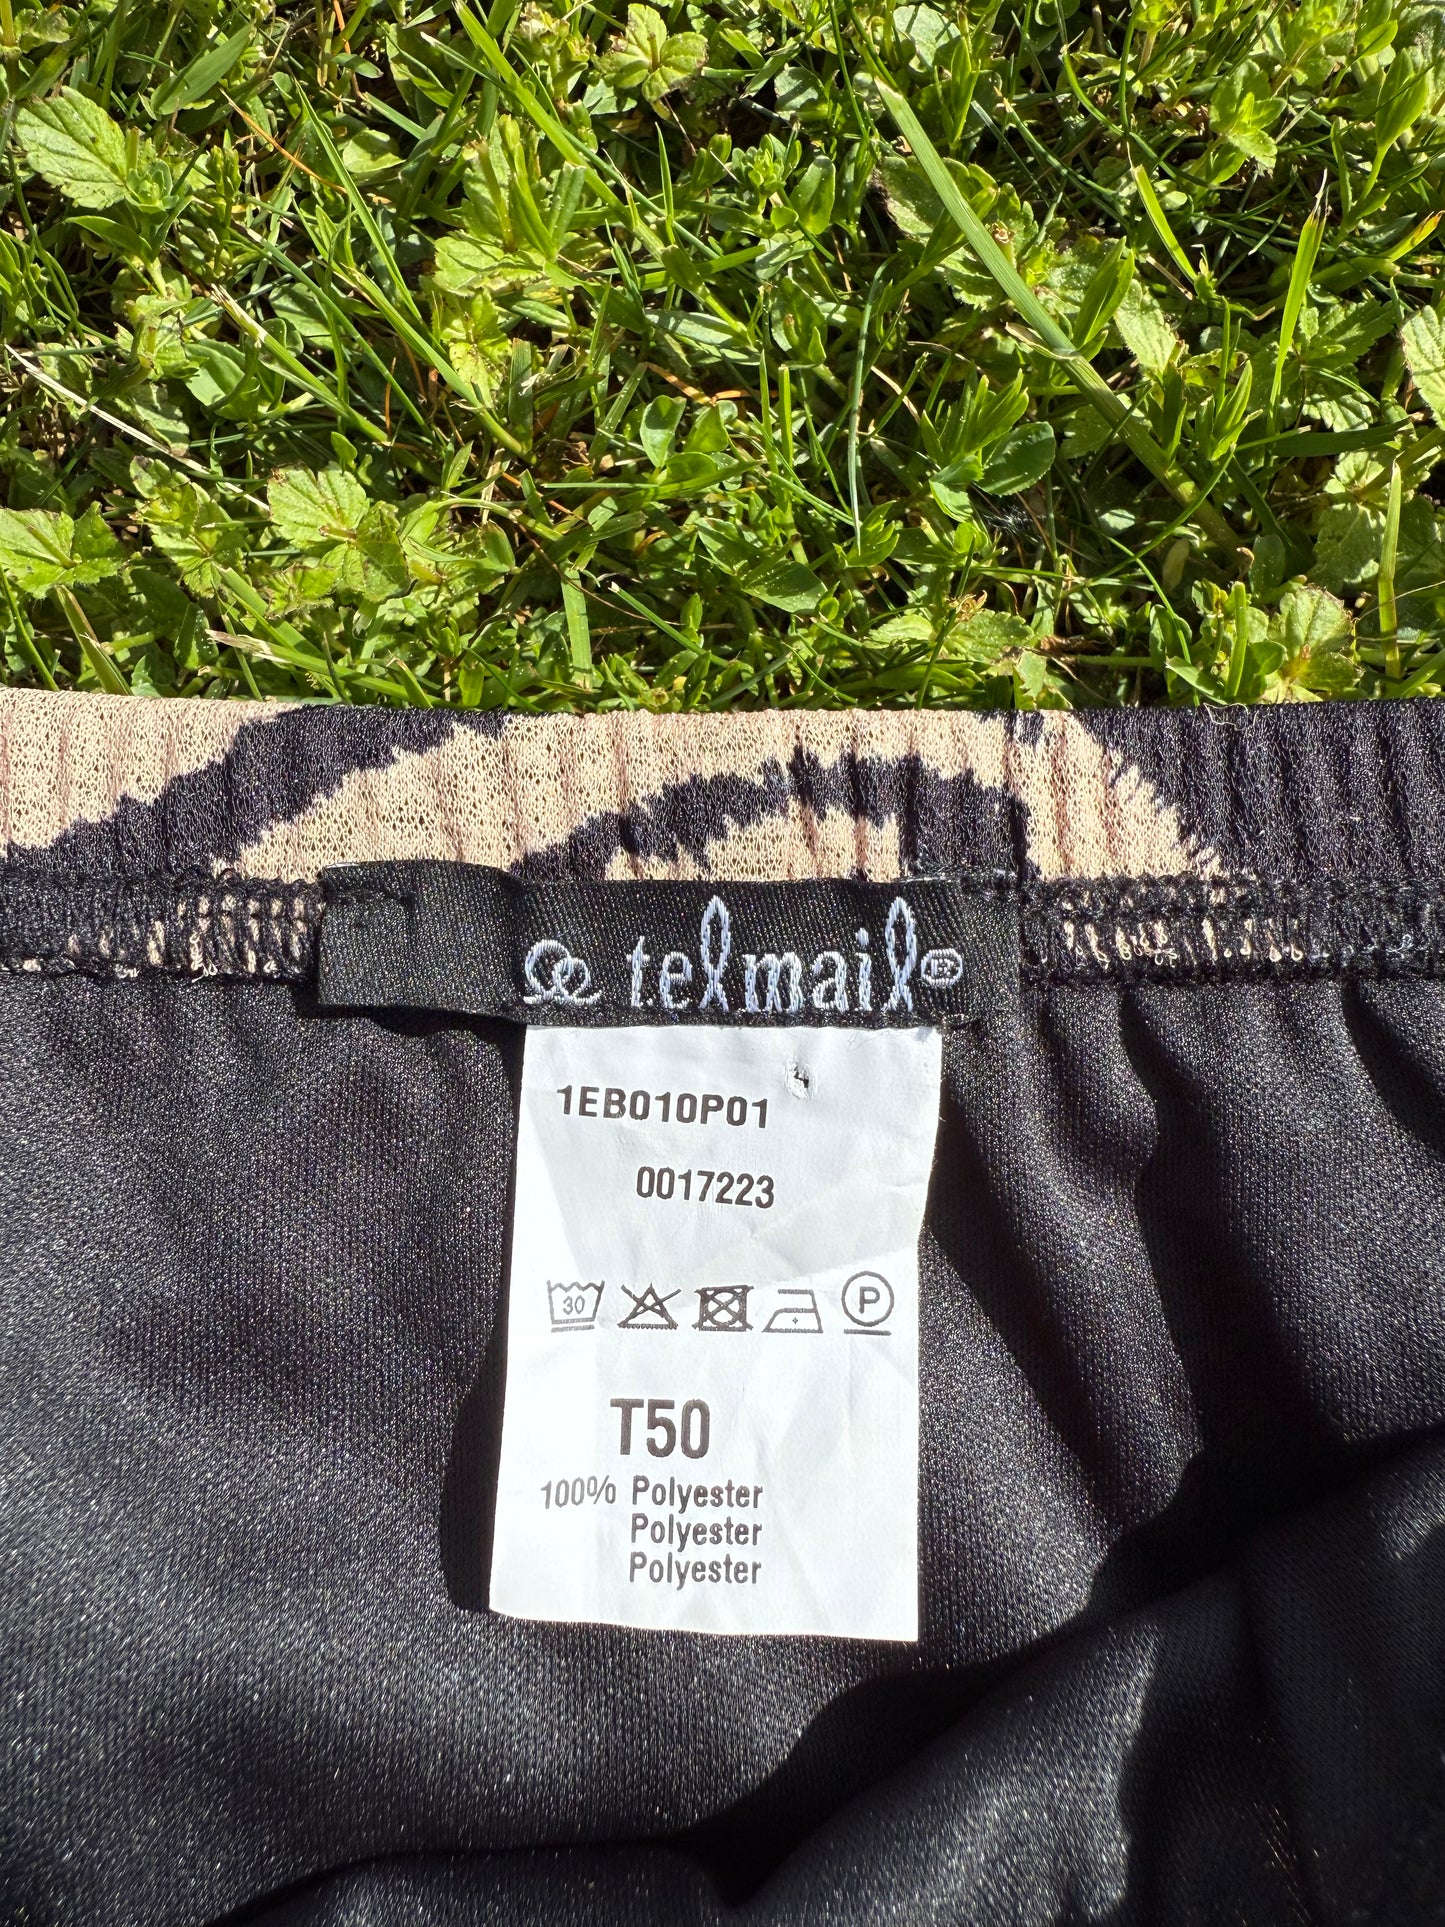 telmail®
1EB010P01
0017223
30 P
T50
100% Polyester
Polyester
Polyester